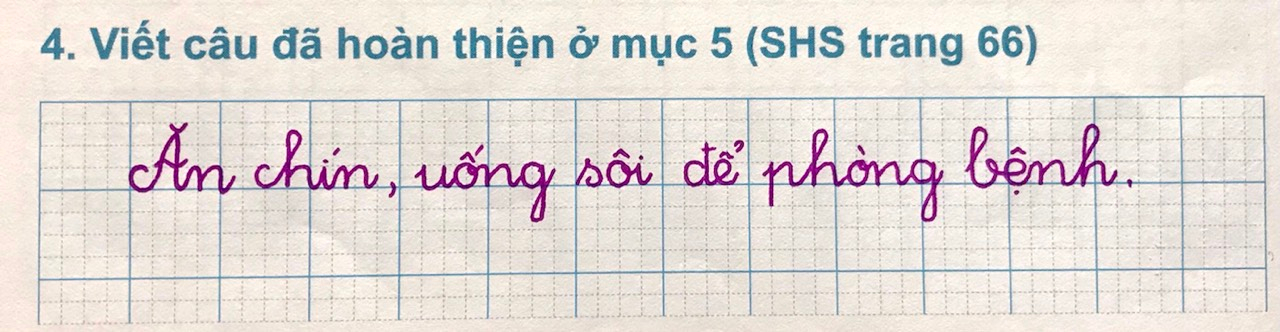 4. Viết câu đã hoàn thiện ở mục 5 (SHS trang 66)
Ăn chín, uống sôi để phòng bệnh.